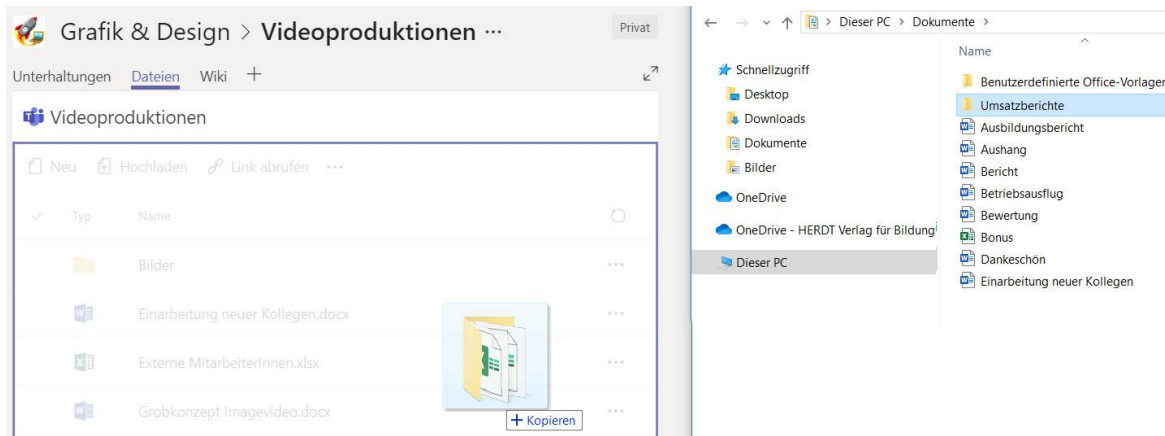 Grafik & Design > Videoproduktionen ...
Privat
Unterhaltungen Dateien Wiki +
Videoproduktionen
Neu Hochladen Link abrufen ...
Typ Name
Bilder
Einarbeitung neuer Kollegen.docx
Externe MitarbeiterInnen.xlsx
Grobkonzept Imagevideo.docx
+ Kopieren
> Dieser PC > Dokumente >
Schnellzugriff
Desktop
Downloads
Dokumente
Bilder
OneDrive
OneDrive - HERDT Verlag für Bildung
Dieser PC
Name
Benutzerdefinierte Office-Vorlagen
Umsatzberichte
Ausbildungsbericht
Aushang
Bericht
Betriebsausflug
Bewertung
Bonus
Dankeschön
Einarbeitung neuer Kollegen